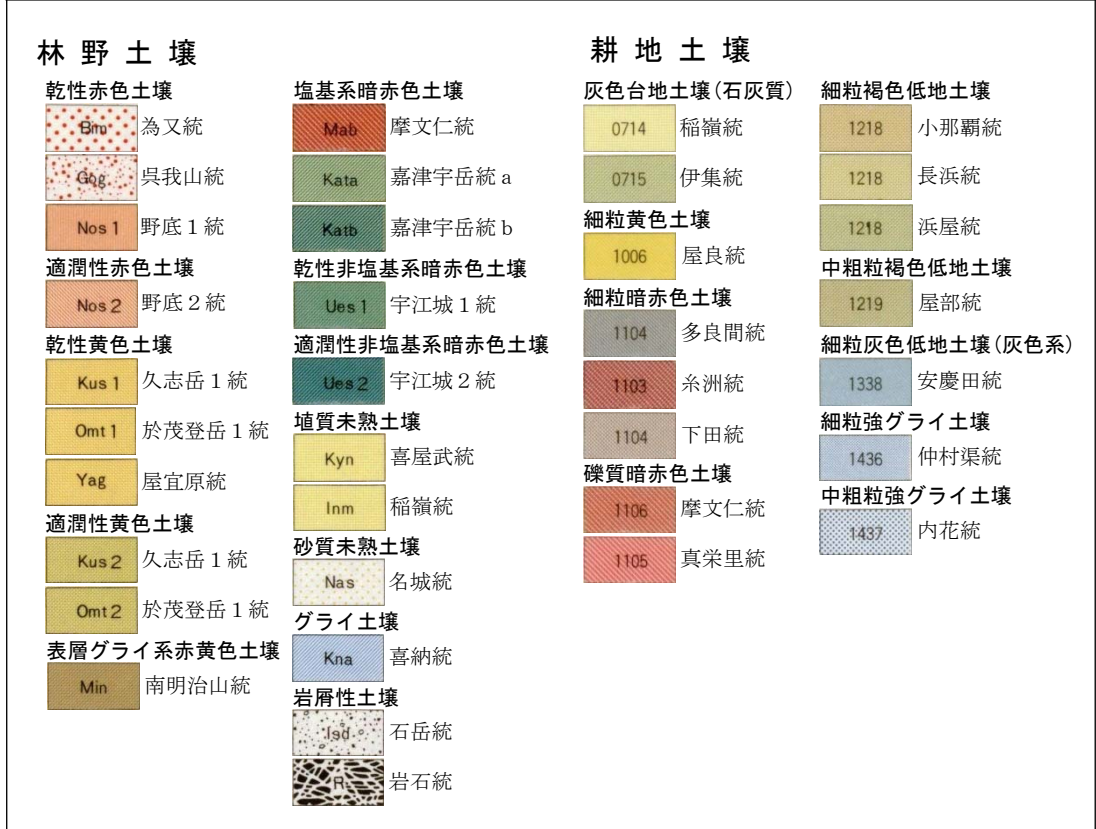 林野土壌
乾性赤色土壌
Bim 為又統
Gog 呉我山統
Nos 1 野底1統
適潤性赤色土壌
Nos 2 野底2統
乾性黄色土壌
Kus 1 久志岳1統
Omt 1 於茂登岳1統
Yag 屋宜原統
適潤性黄色土壌
Kus 2 久志岳1統
Omt 2 於茂登岳1統
表層グライ系赤黄色土壌
Min 南明治山統
塩基系暗赤色土壌
Mab 摩文仁統
Kata 嘉津宇岳統a
Katb 嘉津宇岳統b
乾性非塩基系暗赤色土壌
Ues 1 宇江城1統
適潤性非塩基系暗赤色土壌
Ues 2 宇江城2統
埴質未熟土壌
Kyn 喜屋武統
Inm 稲嶺統
砂質未熟土壌
Nas 名城統
グライ土壌
Kna 喜納統
岩屑性土壌
Isd 石岳統
R 岩石統
耕地土壌
灰色台地土壌(石灰質)
0714 稲嶺統
0715 伊集統
細粒黄色土壌
1006 屋良統
細粒暗赤色土壌
1104 多良間統
1103 糸洲統
1104 下田統
礫質暗赤色土壌
1106 摩文仁統
1105 真栄里統
細粒褐色低地土壌
1218 小那覇統
1218 長浜統
1218 浜屋統
中粗粒褐色低地土壌
1219 屋部統
細粒灰色低地土壌(灰色系)
1338 安慶田統
細粒強グライ土壌
1436 仲村渠統
中粗粒強グライ土壌
1437 内花統